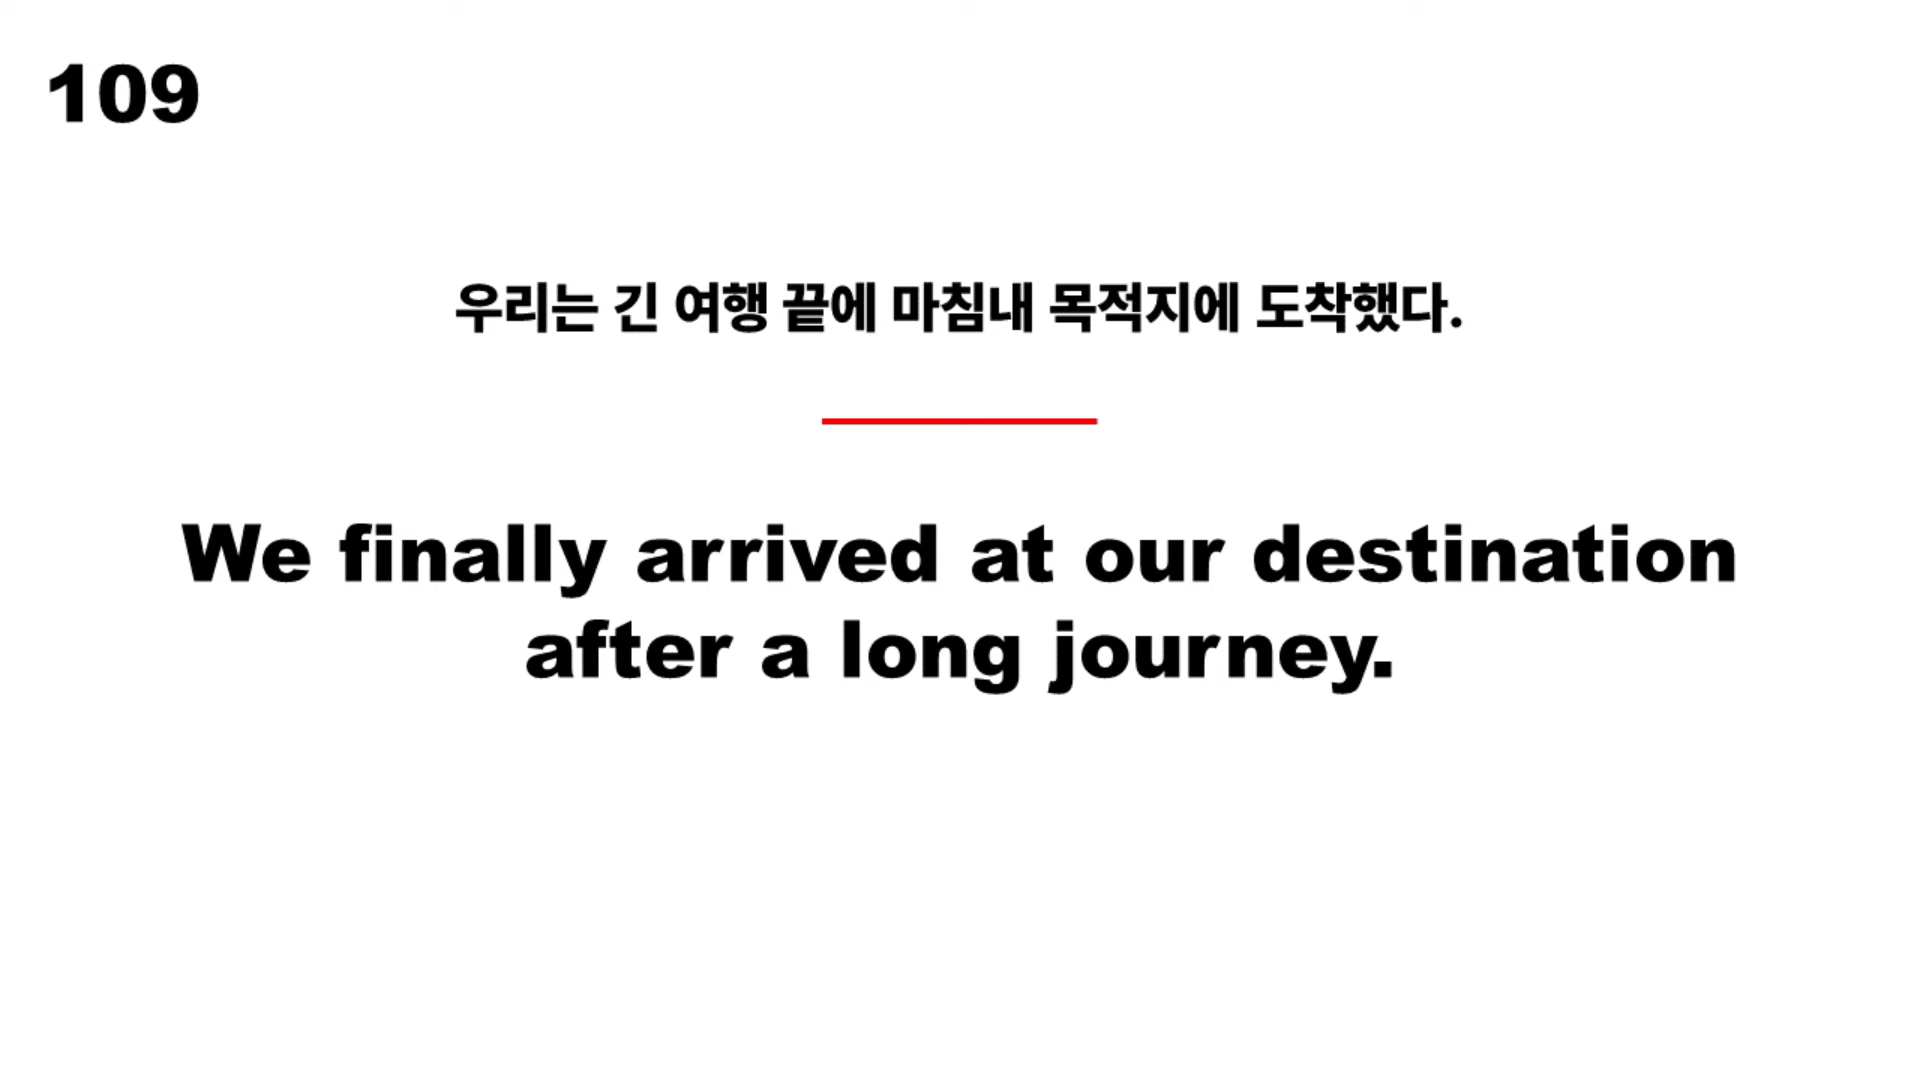 109
우리는 긴 여행 끝에 마침내 목적지에 도착했다.
We finally arrived at our destination
after a long journey.